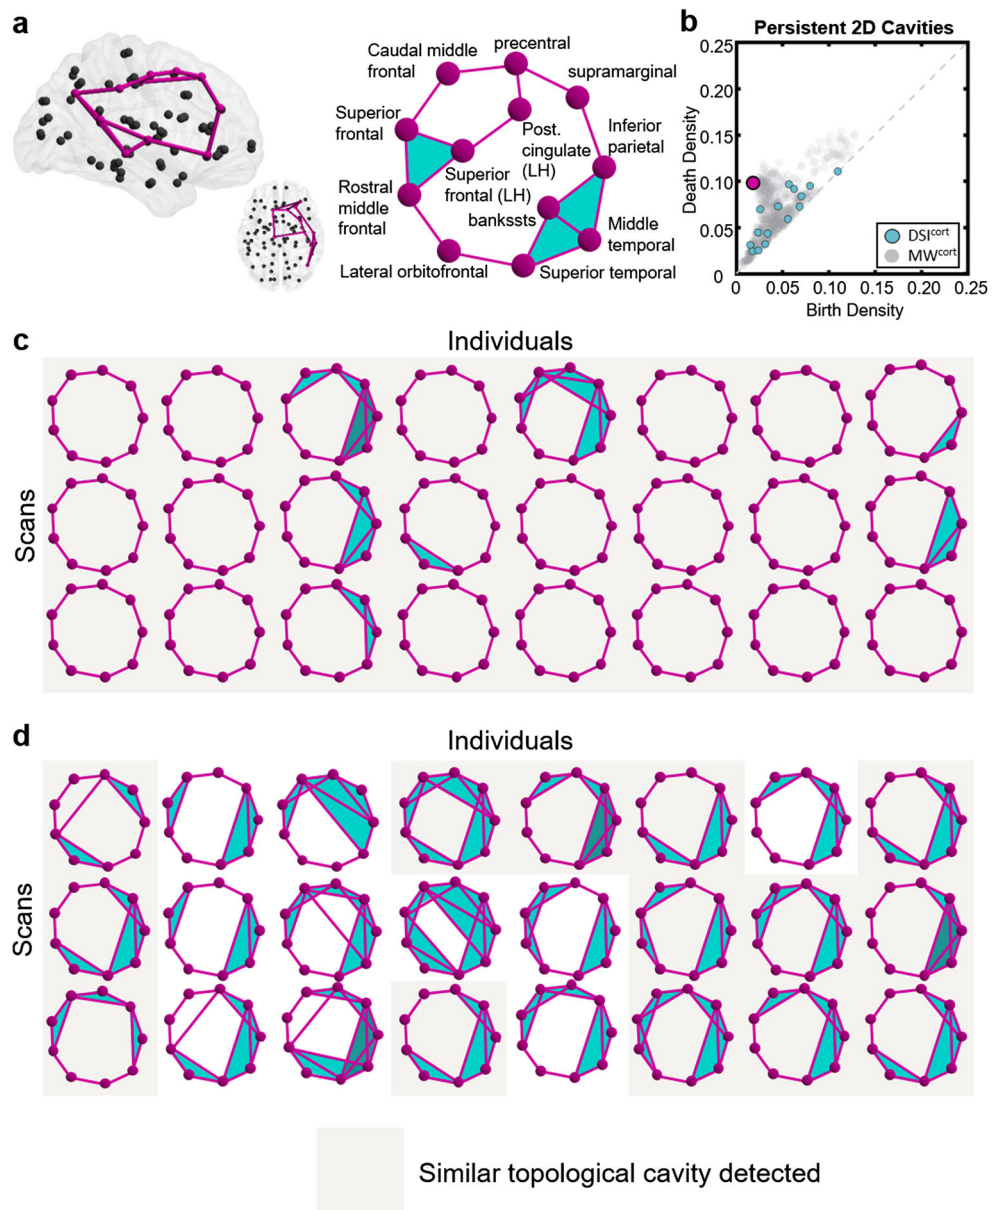 a
Caudal middle
frontal
precentral
supramarginal
Superior
frontal
Post.
cingulate
(LH)
Inferior
parietal
Superior
frontal (LH)
Rostral
middle
frontal
bankssts
Middle
temporal
Lateral orbitofrontal
Superior temporal
b
Persistent 2D Cavities
Death Density
0.25
0.20
0.15
0.10
0.05
0
0
0.05
0.10
0.15
0.20
0.25
Birth Density
DSIcort
MWcort
c
Individuals
Scans
d
Individuals
Scans
Similar topological cavity detected